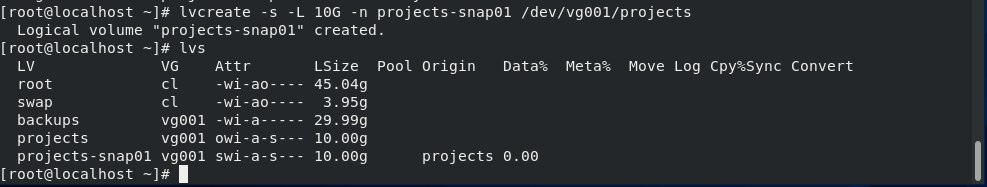 [root@localhost ~]# lvcreate -s -L 10G -n projects-snap01 /dev/vg001/projects
  Logical volume "projects-snap01" created.
[root@localhost ~]# lvs
  LV              VG    Attr       LSize  Pool Origin   Data%  Meta%  Move Log Cpy%Sync Convert
  root            cl    -wi-ao---- 45.04g
  swap            cl    -wi-ao----  3.95g
  backups         vg001 -wi-a----- 29.99g
  projects        vg001 owi-a-s--- 10.00g
  projects-snap01 vg001 swi-a-s--- 10.00g      projects 0.00
[root@localhost ~]#